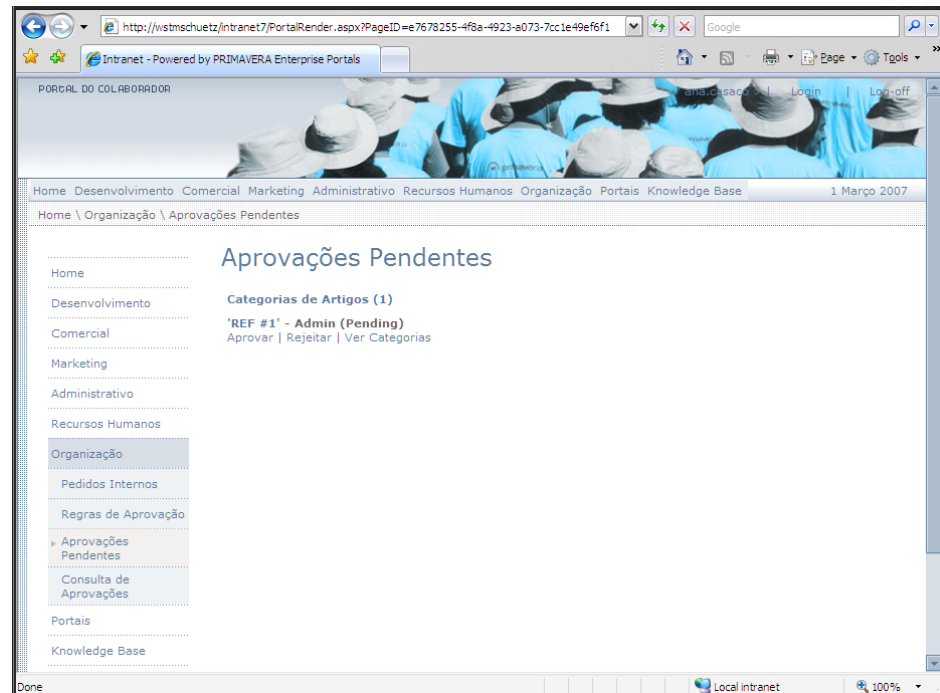 http://wstmschuetz/intranet7/PortalRender.aspx?PageID=e7678255-4f8a-4923-a073-7cc1e49ef6f1
Google
Intranet - Powered by PRIMAVERA Enterprise Portals
Page
Tools
PORTAL DO COLABORADOR
ana.casaca | Login | Log-off
primavera
Home Desenvolvimento Comercial Marketing Administrativo Recursos Humanos Organização Portais Knowledge Base
1 Março 2007
Home \ Organização \ Aprovações Pendentes
Aprovações Pendentes
Categorias de Artigos (1)
'REF #1' - Admin (Pending)
Aprovar | Rejeitar | Ver Categorias
Home
Desenvolvimento
Comercial
Marketing
Administrativo
Recursos Humanos
Organização
Pedidos Internos
Regras de Aprovação
Aprovações
Pendentes
Consulta de
Aprovações
Portais
Knowledge Base
Done
Local intranet
100%